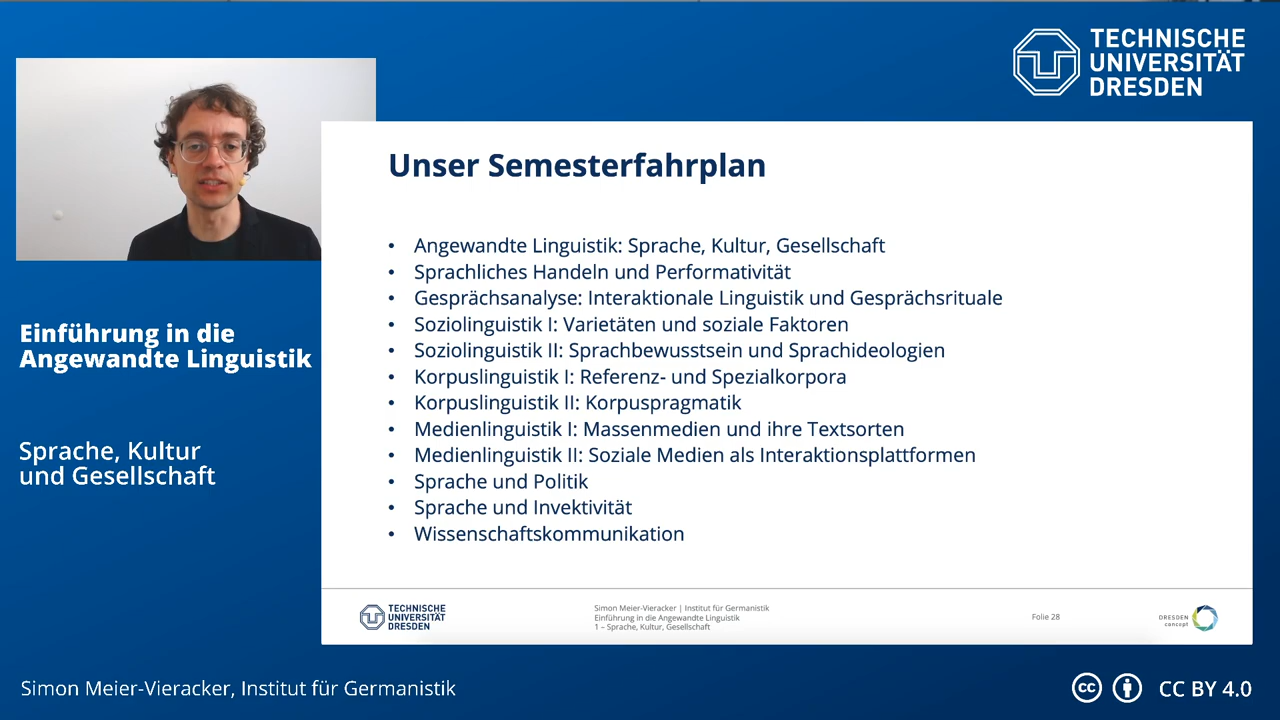 TECHNISCHE
UNIVERSITÄT
DRESDEN
Unser Semesterfahrplan
• Angewandte Linguistik: Sprache, Kultur, Gesellschaft
• Sprachliches Handeln und Performativität
• Gesprächsanalyse: Interaktionale Linguistik und Gesprächsrituale
• Soziolinguistik I: Varietäten und soziale Faktoren
• Soziolinguistik II: Sprachbewusstsein und Sprachideologien
• Korpuslinguistik I: Referenz- und Spezialkorpora
• Korpuslinguistik II: Korpuspragmatik
• Medienlinguistik I: Massenmedien und ihre Textsorten
• Medienlinguistik II: Soziale Medien als Interaktionsplattformen
• Sprache und Politik
• Sprache und Invektivität
• Wissenschaftskommunikation
Einführung in die
Angewandte Linguistik
Sprache, Kultur
und Gesellschaft
TECHNISCHE
UNIVERSITÄT
DRESDEN
Simon Meier-Vieracker | Institut für Germanistik
Einführung in die Angewandte Linguistik
1 – Sprache, Kultur, Gesellschaft
Folie 28
DRESDEN
concept
Simon Meier-Vieracker, Institut für Germanistik
cc CC BY 4.0